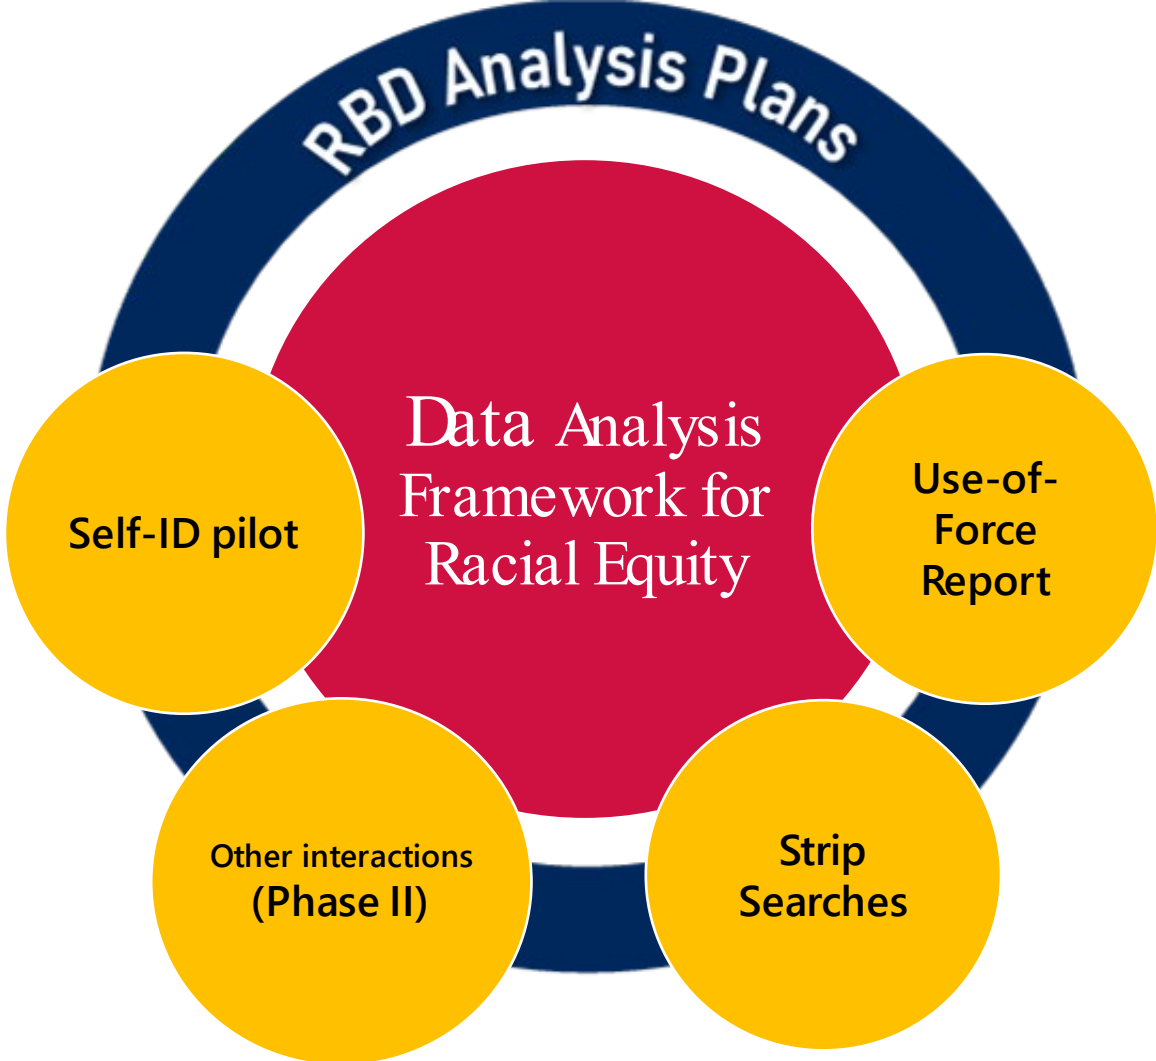 RBD Analysis Plans
Data Analysis
Framework for
Racial Equity
Self-ID pilot
Use-of-
Force
Report
Other interactions
(Phase II)
Strip
Searches